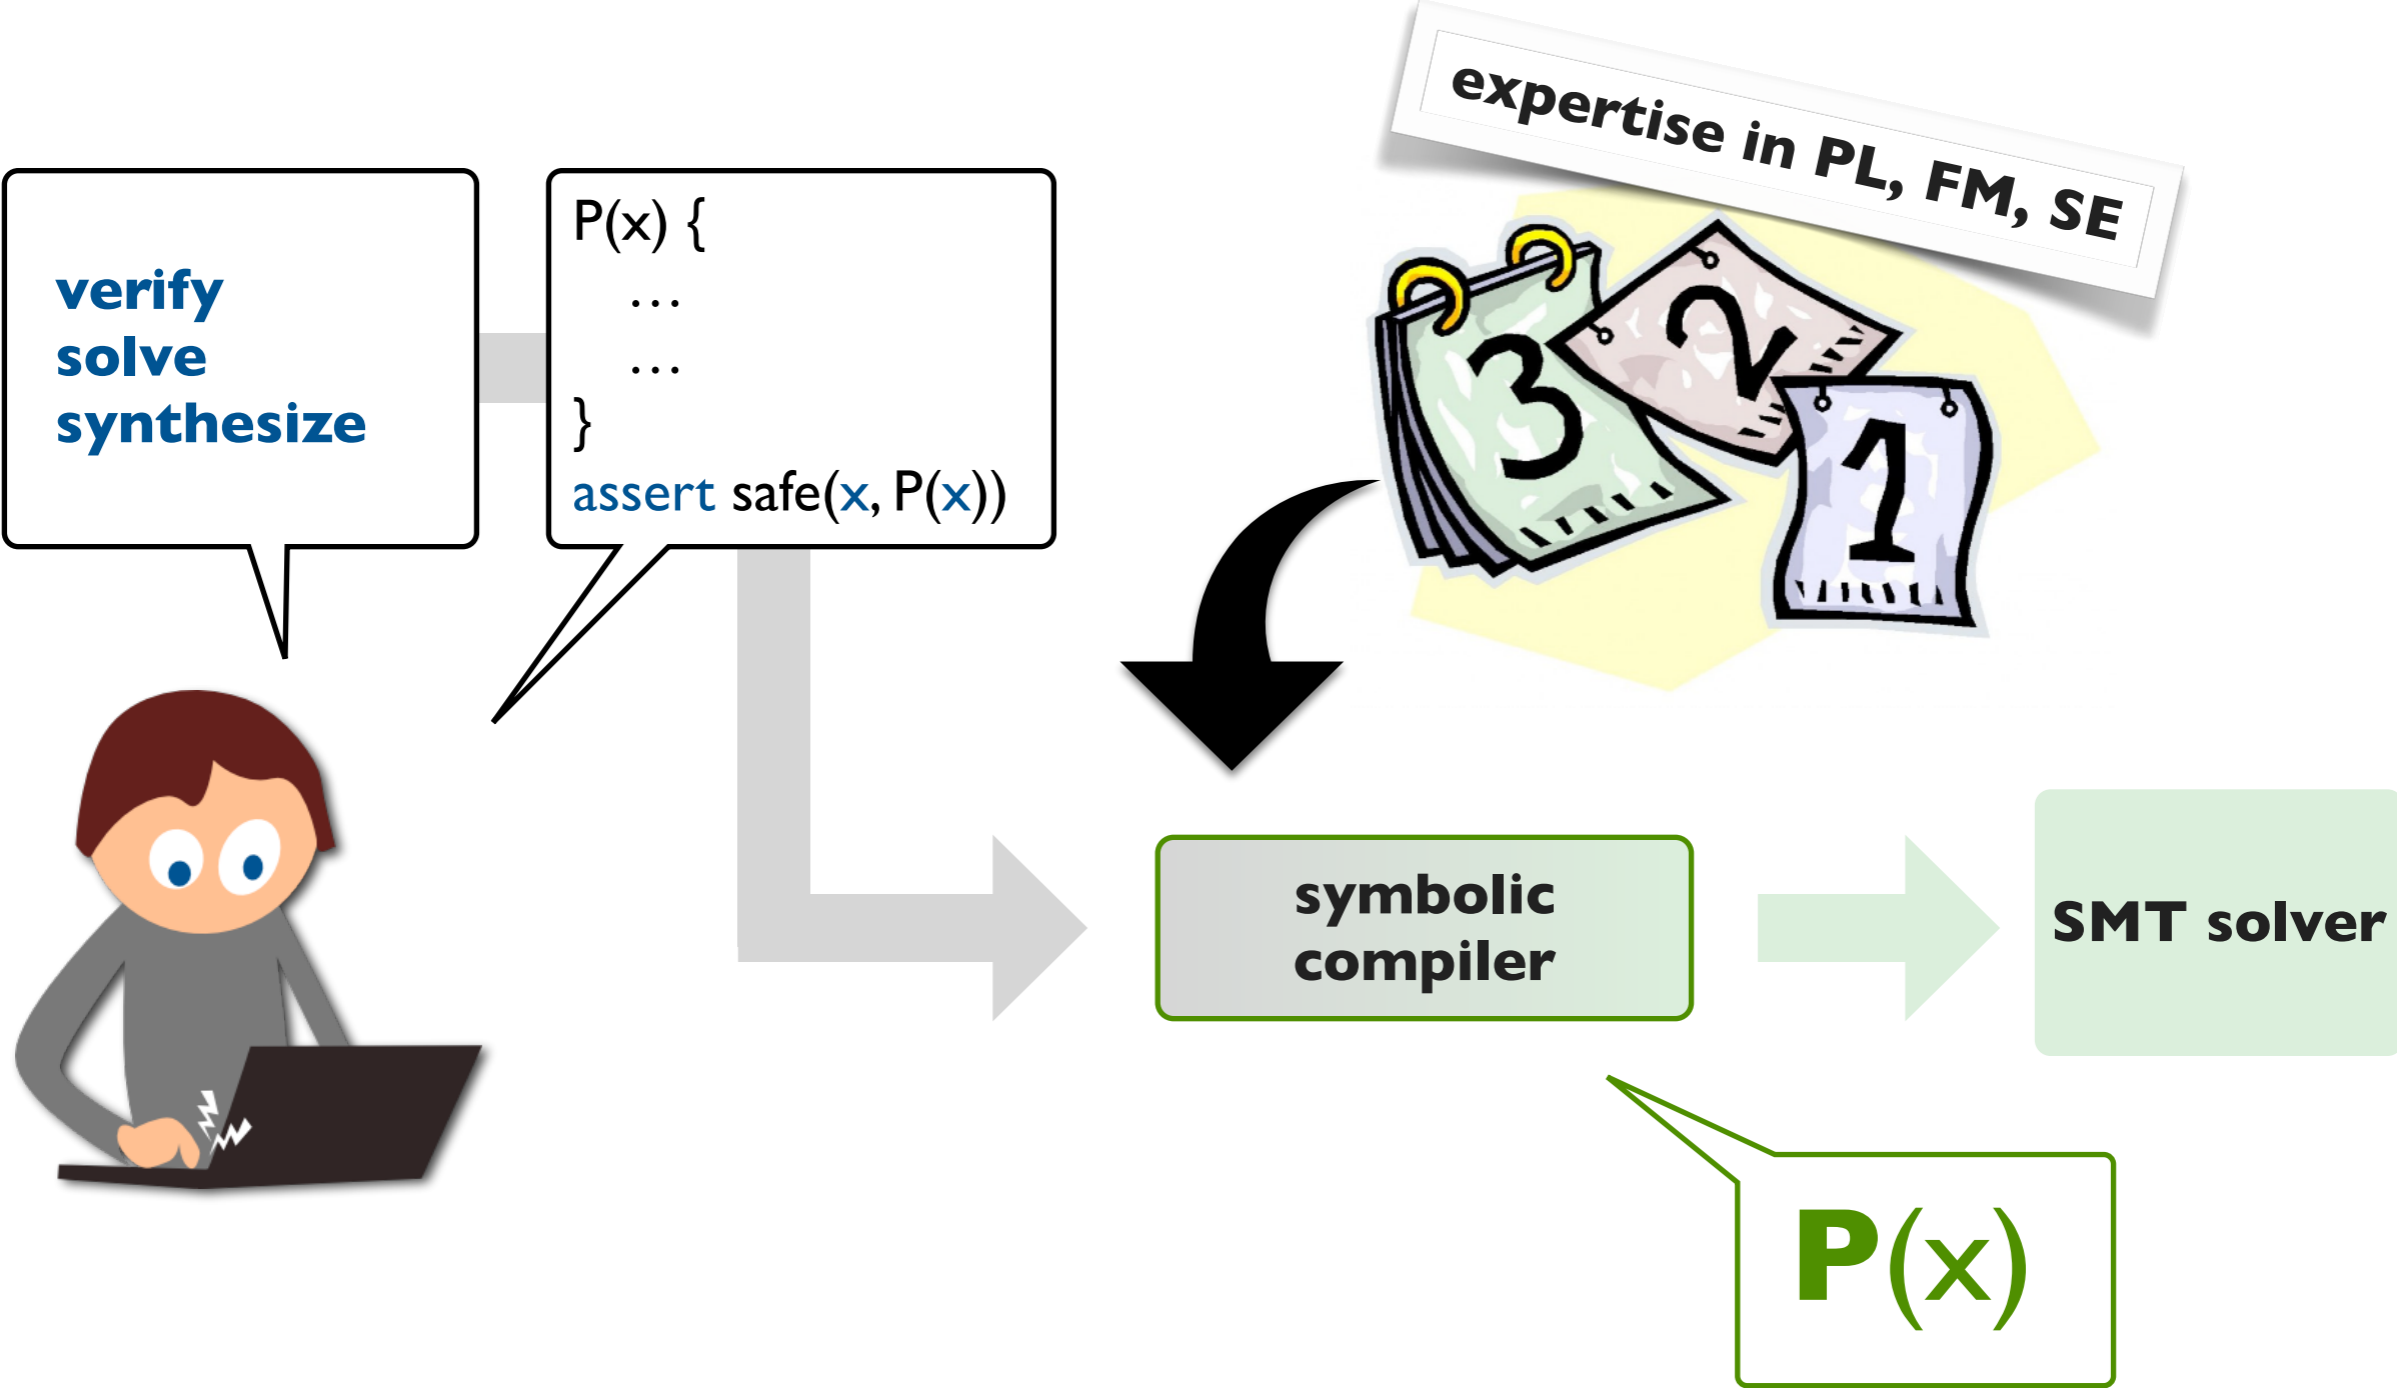 expertise in PL, FM, SE
verify
solve
synthesize
P(x) {
…
…
}
assert safe(x, P(x))
3
2
1
symbolic
compiler
SMT solver
P(x)